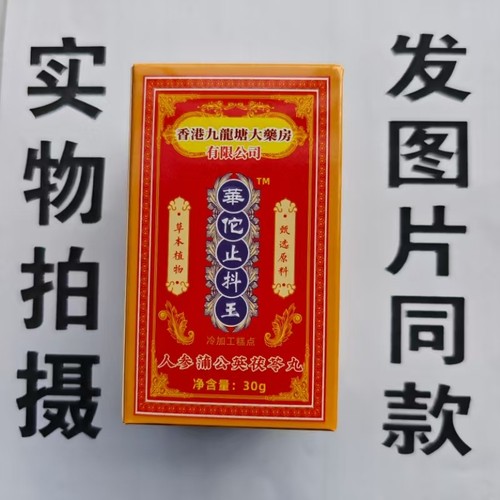 实物拍摄
发图片同款
香港九龍塘大藥房
有限公司
TM
華佗止抖王
草本植物
甄选原料
冷加工糕点
人参蒲公英茯苓丸
净含量：30g